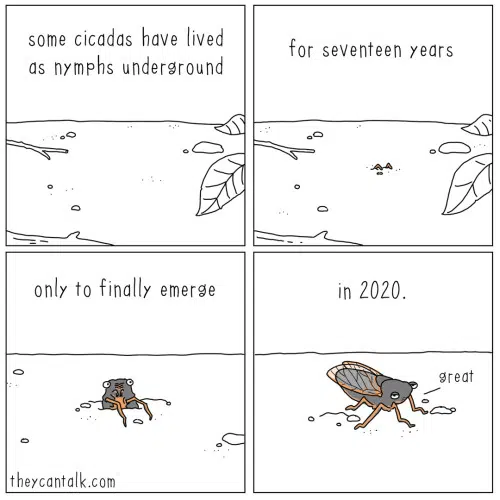 some cicadas have lived
as nymphs underground
for seventeen years
only to finally emerge
theycantalk.com
in 2020.
great